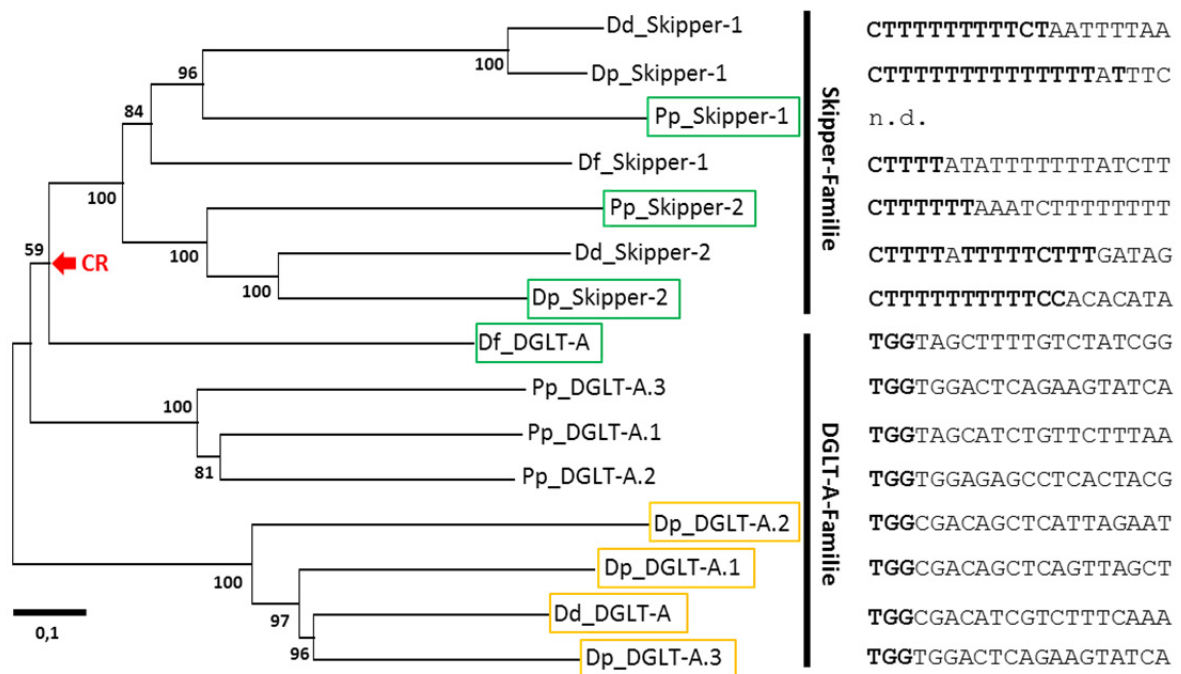 Dd_Skipper-1 CTTTTTTTTTTCTAATTTTAA
96
100 Dp_Skipper-1 CTTTTTTTTTTTTTTTATTTC
84
Pp_Skipper-1 n.d.
Df_Skipper-1 CTTTTATATTTTTTTATCTT
100
Pp_Skipper-2 CTTTTTTAAATCTTTTTTTT
59
CR
100
Dd_Skipper-2 CTTTTATTTTTCTTTGATAG
100
Dp_Skipper-2 CTTTTTTTTTTTCCACACATA
Skipper-Familie
Df_DGLT-A TGGTAGCTTTTGTCTATCGG
Pp_DGLT-A.3 TGGTGGACTCAGAAGTATCA
100
Pp_DGLT-A.1 TGGTAGCATCTGTTCTTTAA
81
Pp_DGLT-A.2 TGGTGGAGAGCCTCACTACG
Dp_DGLT-A.2 TGGCGACAGCTCATTAGAAT
100
Dp_DGLT-A.1 TGGCGACAGCTCAGTTAGCT
97
Dd_DGLT-A TGGCGACATCGTCTTTCAAA
96
Dp_DGLT-A.3 TGGTGGACTCAGAAGTATCA
DGLT-A-Familie
0,1